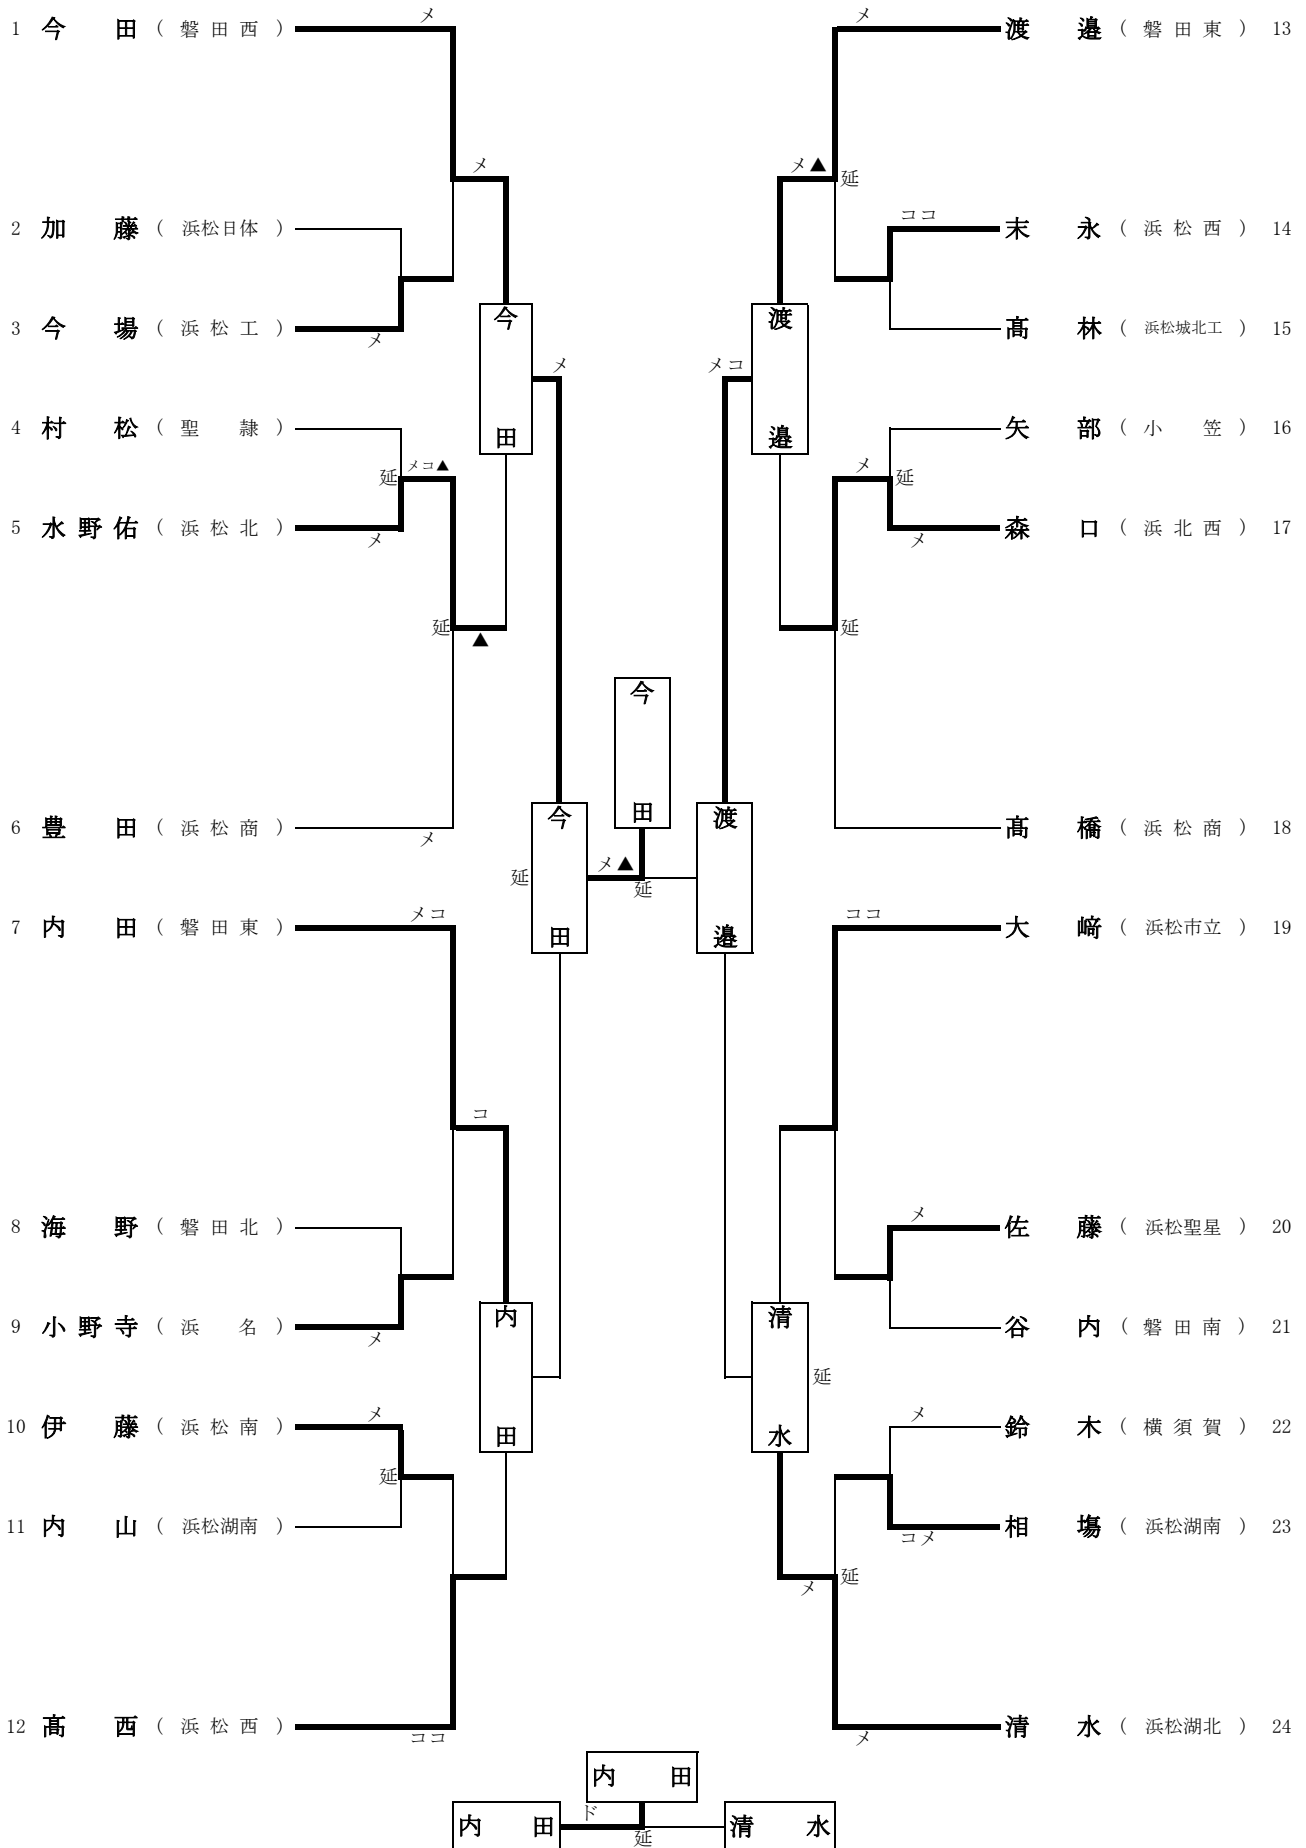 メ メ
1 今 田 ( 磐 田 西 ) 渡 邉 ( 磐 田 東 ) 13
メ メ▲ 延
ココ
2 加 藤 ( 浜松日体 ) 末 永 ( 浜 松 西 ) 14
今 田 渡 邉
3 今 場 ( 浜 松 工 ) 髙 林 ( 浜松城北工 ) 15
メ
メ メコ
4 村 松 ( 聖 隷 ) 矢 部 ( 小 笠 ) 16
延 メコ▲ メ 延
5 水 野 佑 ( 浜 松 北 ) 森 口 ( 浜 北 西 ) 17
メ メ
延 ▲ 延
今 田
6 豊 田 ( 浜 松 商 ) 髙 橋 ( 浜 松 商 ) 18
メ
今 田 渡 邉
延 メ▲ 延
メコ ココ
7 内 田 ( 磐 田 東 ) 大 﨑 ( 浜松市立 ) 19
コ
メ
8 海 野 ( 磐 田 北 ) 佐 藤 ( 浜松聖星 ) 20
内 田 清 水
9 小 野 寺 ( 浜 名 ) 谷 内 ( 磐 田 南 ) 21
メ
延
メ メ
10 伊 藤 ( 浜 松 南 ) 鈴 木 ( 横 須 賀 ) 22
延
11 内 山 ( 浜松湖南 ) 相 塲 ( 浜松湖南 ) 23
コメ
メ 延
12 髙 西 ( 浜 松 西 ) 清 水 ( 浜松湖北 ) 24
ココ メ
内 田
ド
内 田 延 清 水